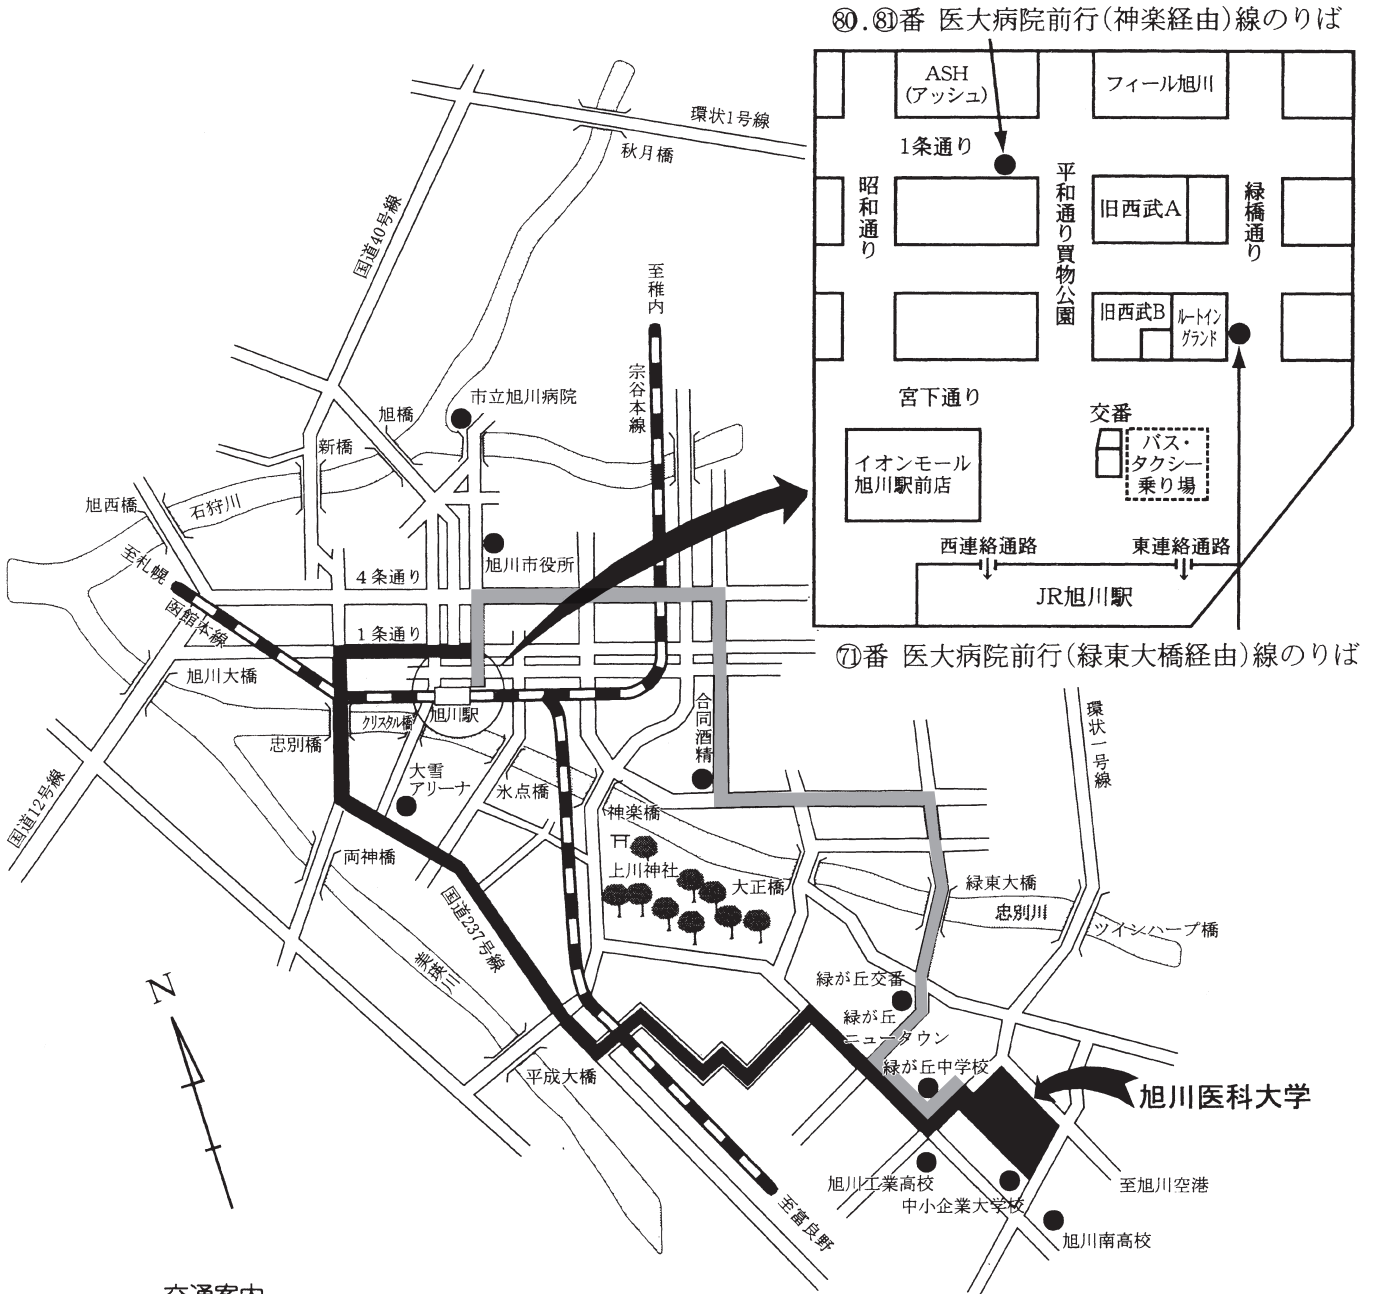 ⑧⓪.⑧①番 医大病院前行(神楽経由)線のりば
ASH
(アッシュ)
フィール旭川
1条通り
昭和通り
平和通り買物公園
旧西武A
緑橋通り
旧西武B
ルートイン
グランド
宮下通り
交番
イオンモール
旭川駅前店
バス・
タクシー
乗り場
西連絡通路
東連絡通路
JR旭川駅
⑦①番 医大病院前行(緑東大橋経由)線のりば
環状1号線
秋月橋
国道40号線
至稚内
宗谷本線
市立旭川病院
旭橋
新橋
旭西橋
石狩川
至札幌
函館本線
旭川市役所
4条通り
1条通り
旭川大橋
旭川駅
クリスタル橋
忠別橋
合同酒精
環状一号線
国道12号線
大雪
アリーナ
氷点橋
神楽橋
両神橋
上川神社
大正橋
緑東大橋
忠別川
ツインハープ橋
国道237号線
美瑛川
緑が丘交番
緑が丘
ニュータウン
緑が丘中学校
N
平成大橋
旭川医科大学
旭川工業高校
中小企業大学校
至旭川空港
旭川南高校
至富良野
交通案内